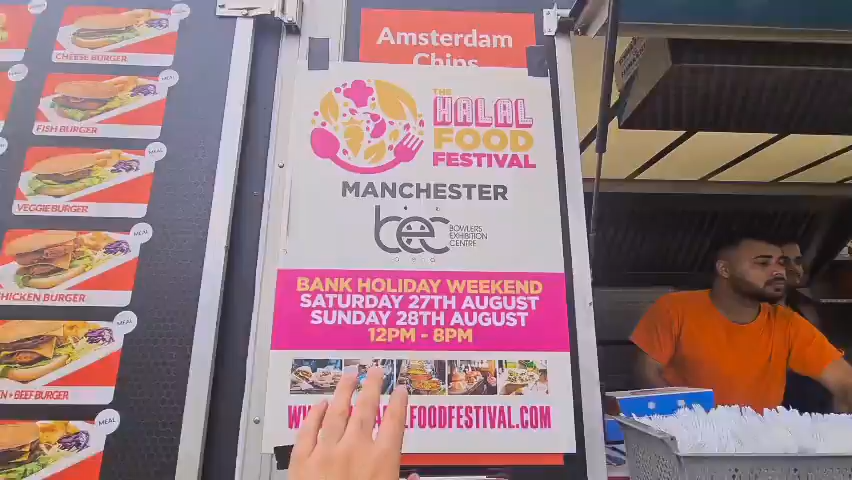 CHEESE BURGER
FISH BURGER
MEAL
VEGGIE BURGER
MEAL
CHICKEN BURGER
MEAL
BEEF BURGER
MEAL
MEAL
Amsterdam
Chips
THE
HALAL
FOOD
FESTIVAL
MANCHESTER
bec
BOWLERS
EXHIBITION
CENTRE
arena
BANK HOLIDAY WEEKEND
SATURDAY 27TH AUGUST
SUNDAY 28TH AUGUST
12PM - 8PM
FOODFESTIVAL.COM